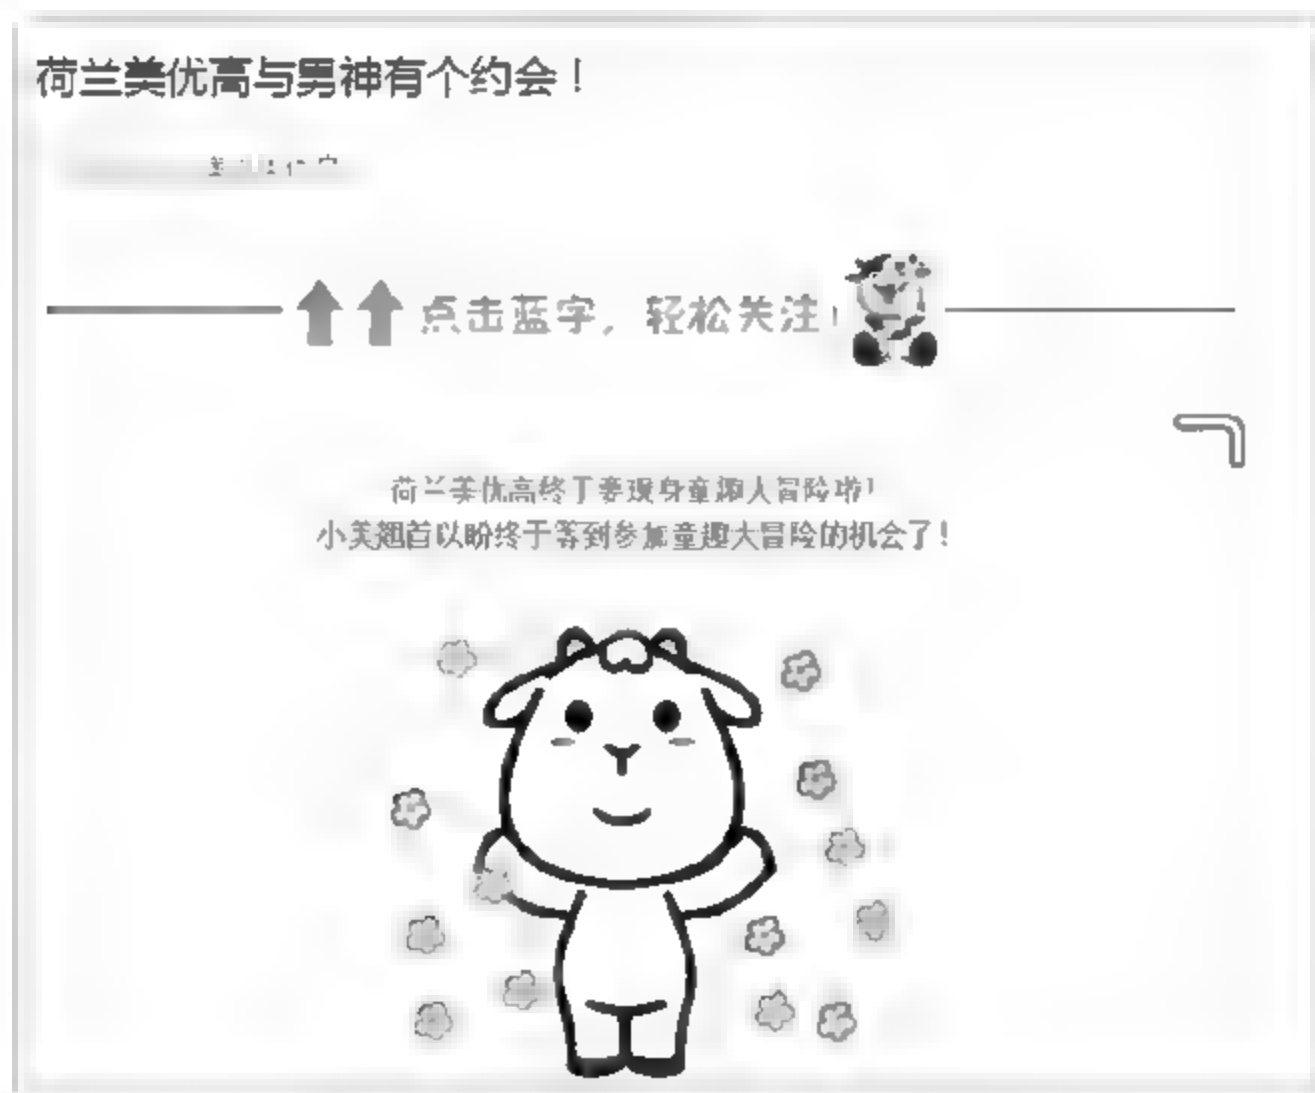 荷兰美优高与男神有个约会！
点击蓝字，轻松关注
荷兰美优高终于要现身童趣大冒险啦！
小美翘首以盼终于等到参加童趣大冒险的机会了！